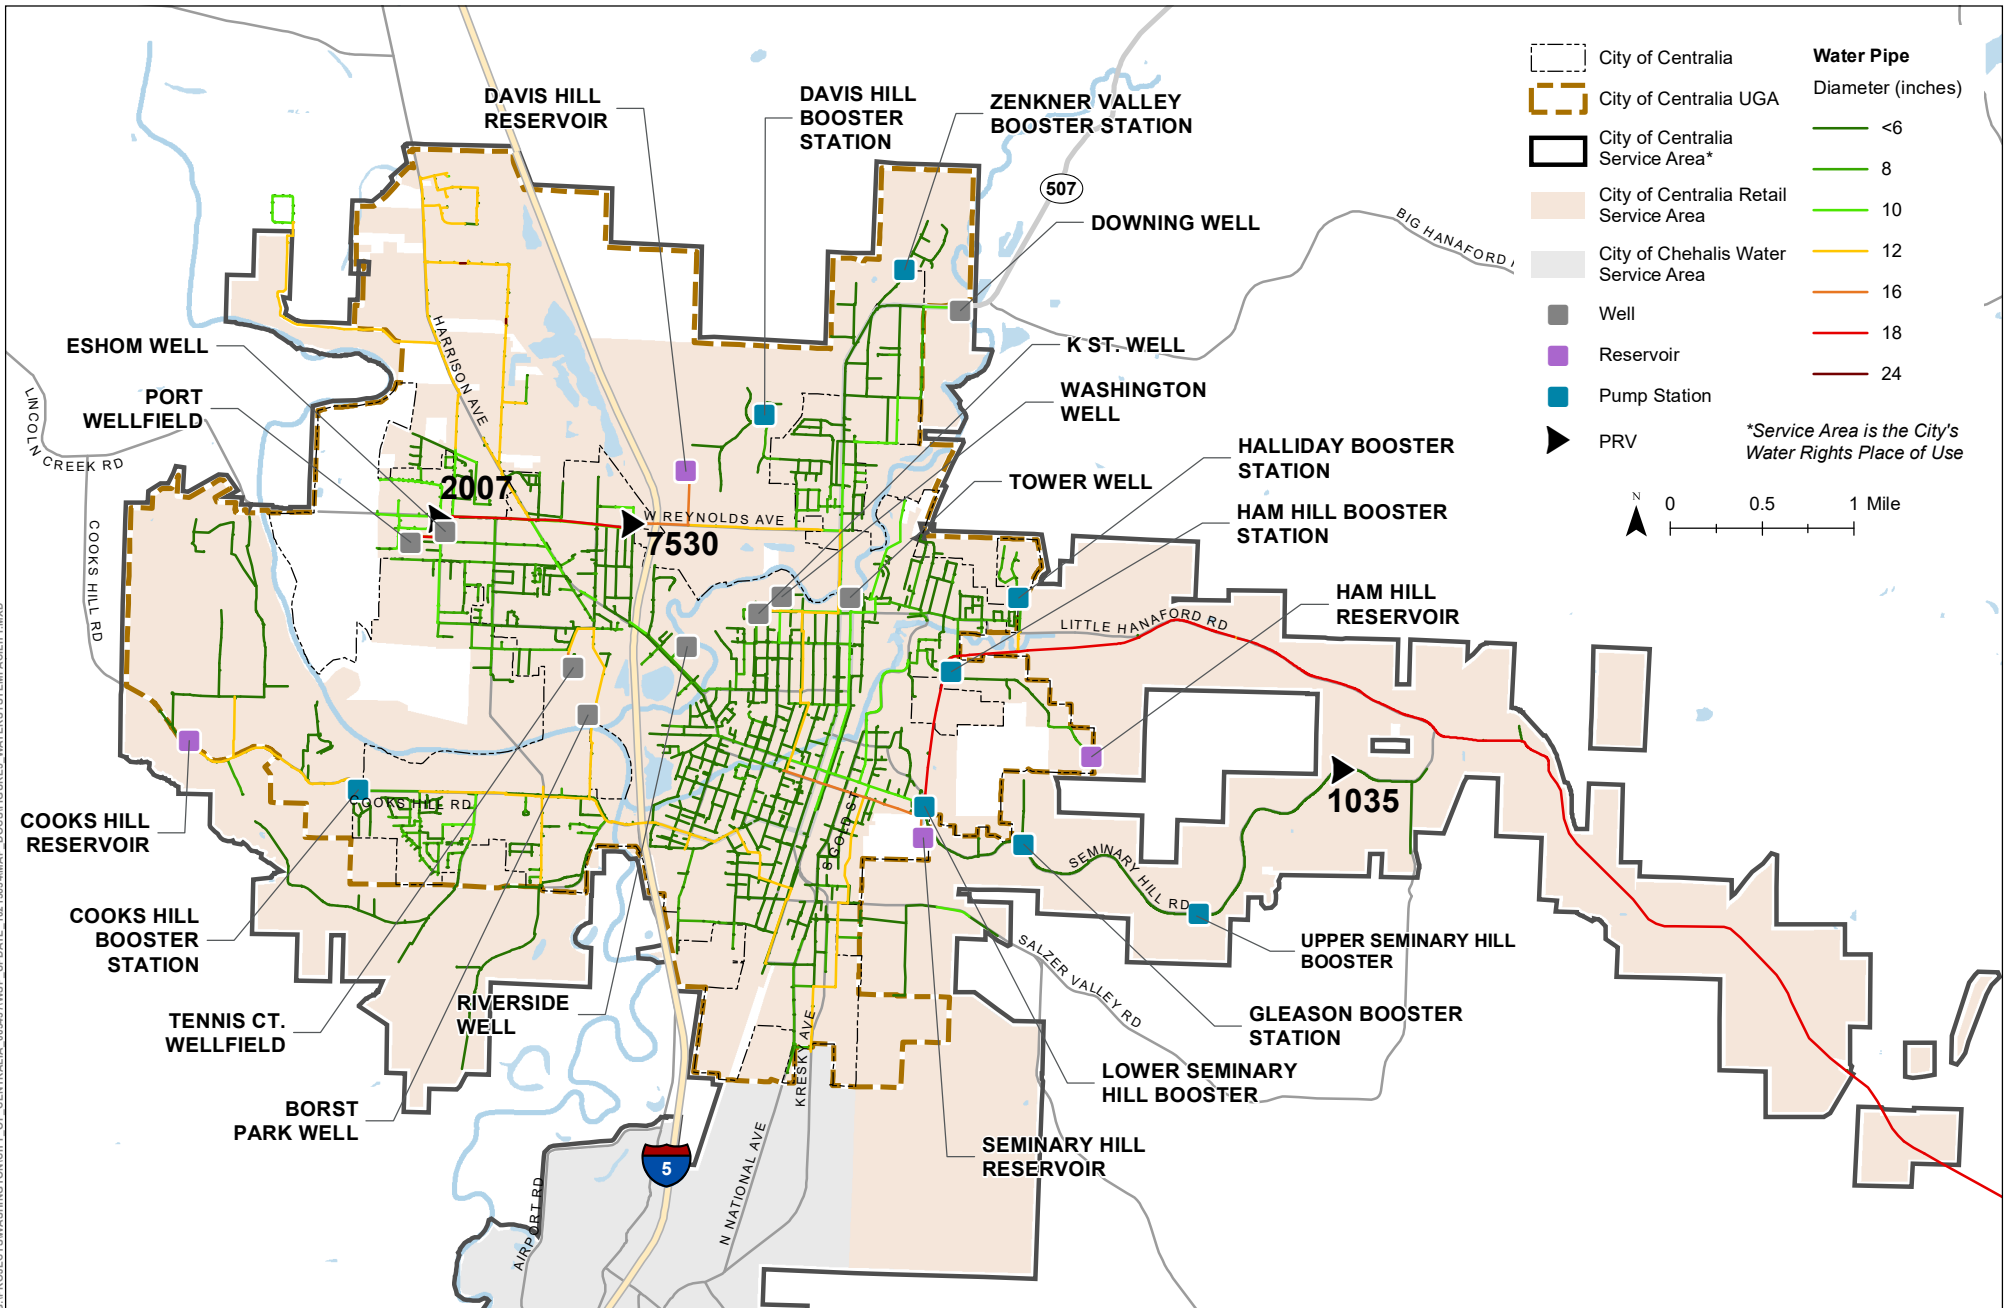 DAVIS HILL
RESERVOIR
DAVIS HILL
BOOSTER
STATION
ZENKNER VALLEY
BOOSTER STATION
507
DOWNING WELL
BIG HANAFORD
K ST. WELL
WASHINGTON
WELL
ESHOM WELL
PORT
WELLFIELD
HARRISON AVE
LINCOLN CREEK RD
COOKS HILL RD
2007
W REYNOLDS AVE
7530
TOWER WELL
HALLIDAY BOOSTER
STATION
HAM HILL BOOSTER
STATION
HAM HILL
RESERVOIR
LITTLE HANAFORD RD
1035
SEMINARY HILL RD
COOKS HILL RD
S GOLD ST
COOKS HILL
RESERVOIR
COOKS HILL
BOOSTER
STATION
TENNIS CT.
WELLFIELD
BORST
PARK WELL
RIVERSIDE
WELL
UPPER SEMINARY HILL
BOOSTER
SALZER VALLEY RD
GLEASON BOOSTER
STATION
LOWER SEMINARY
HILL BOOSTER
SEMINARY HILL
RESERVOIR
KRESKY AVE
N NATIONAL AVE
AIRPORT RD
5
City of Centralia
City of Centralia UGA
City of Centralia
Service Area*
City of Centralia Retail
Service Area
City of Chehalis Water
Service Area
Well
Reservoir
Pump Station
PRV
Water Pipe
Diameter (inches)
<6
8
10
12
16
18
24
*Service Area is the City's
Water Rights Place of Use
N
0 0.5 1 Mile